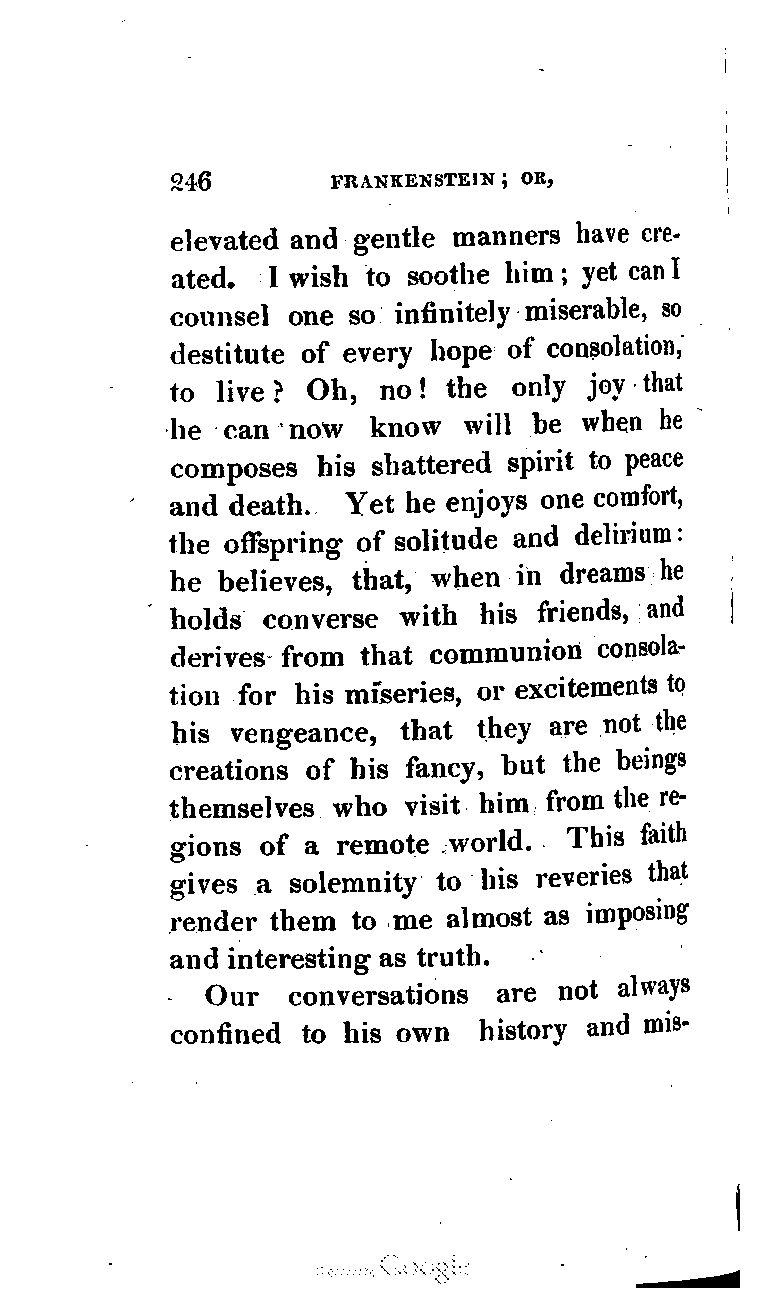 246 FRANKENSTEIN; OR,
elevated and gentle manners have cre-
ated. I wish to soothe him; yet can I
counsel one so infinitely miserable, so
destitute of every hope of consolation,
to live? Oh, no! the only joy that
he can now know will be when he
composes his shattered spirit to peace
and death. Yet he enjoys one comfort,
the offspring of solitude and delirium:
he believes, that, when in dreams he
holds converse with his friends, and
derives from that communion consola-
tion for his miseries, or excitements to
his vengeance, that they are not the
creations of his fancy, but the beings
themselves who visit him from the re-
gions of a remote world. This faith
gives a solemnity to his reveries that
render them to me almost as imposing
and interesting as truth.
Our conversations are not always
confined to his own history and mis-
Google